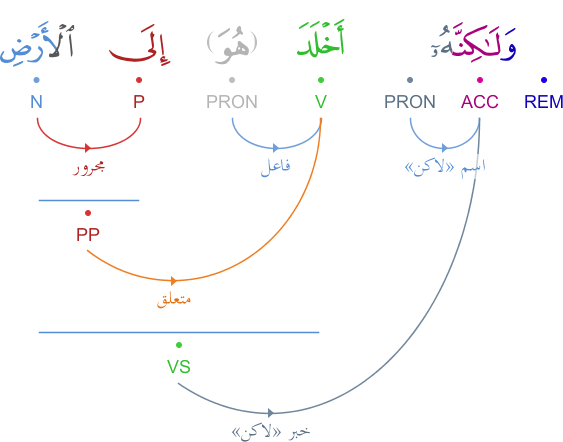 وَلَـٰكِنَّهُۥٓ أَخْلَدَ (هُوَ) إِلَى ٱلْأَرْضِ
REM ACC PRON V PRON P N
اسم «لاكن» فاعل مجرور
PP
متعلق
VS
خبر «لاكن»